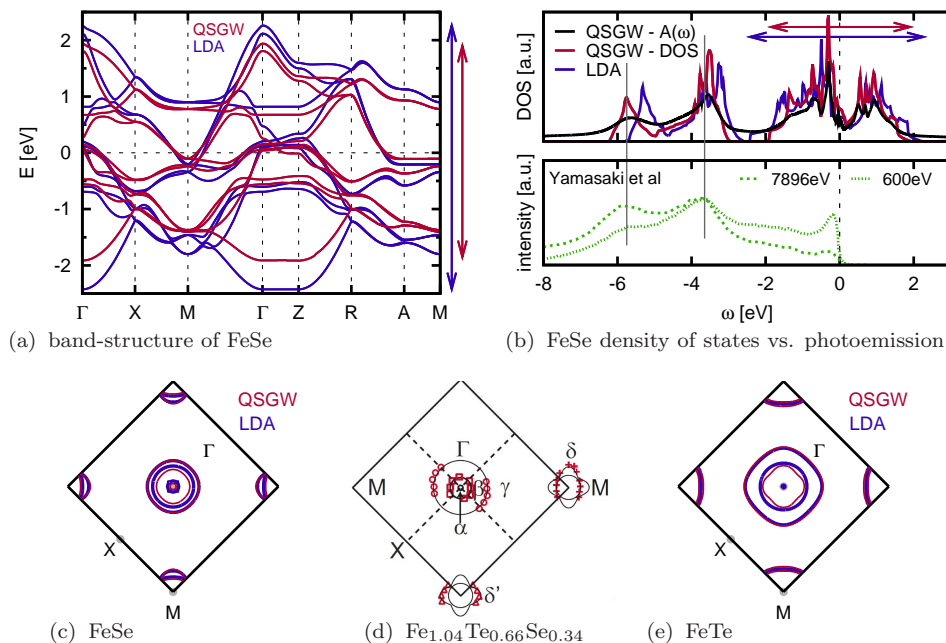 QSGW
LDA
E [eV]
2
1
0
-1
-2
Γ X M Γ Z R A M
(a) band-structure of FeSe
DOS [a.u.]
QSGW - A(ω)
QSGW - DOS
LDA
intensity [a.u.]
Yamasaki et al
7896eV
600eV
-8 -6 -4 -2 0 2
ω [eV]
(b) FeSe density of states vs. photoemission
QSGW
LDA
Γ
X
M
(c) FeSe
Γ
δ
M
β
γ
M
α
X
δ'
(d) Fe1.04Te0.66Se0.34
QSGW
LDA
Γ
X
M
(e) FeTe